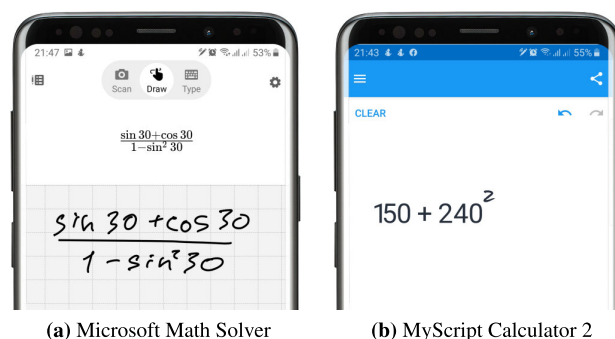 21:47 53%
Scan Draw Type
sin 30+cos 30
1−sin² 30
sin 30 + cos 30
1 - sin² 30
(a) Microsoft Math Solver
21:43 55%
CLEAR
150 + 240²
(b) MyScript Calculator 2